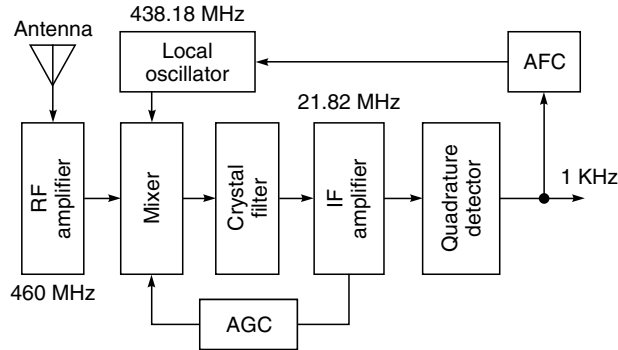 Antenna
438.18 MHz
Local
oscillator
AFC
21.82 MHz
RF
amplifier
Mixer
Crystal
filter
IF
amplifier
Quadrature
detector
1 KHz
460 MHz
AGC